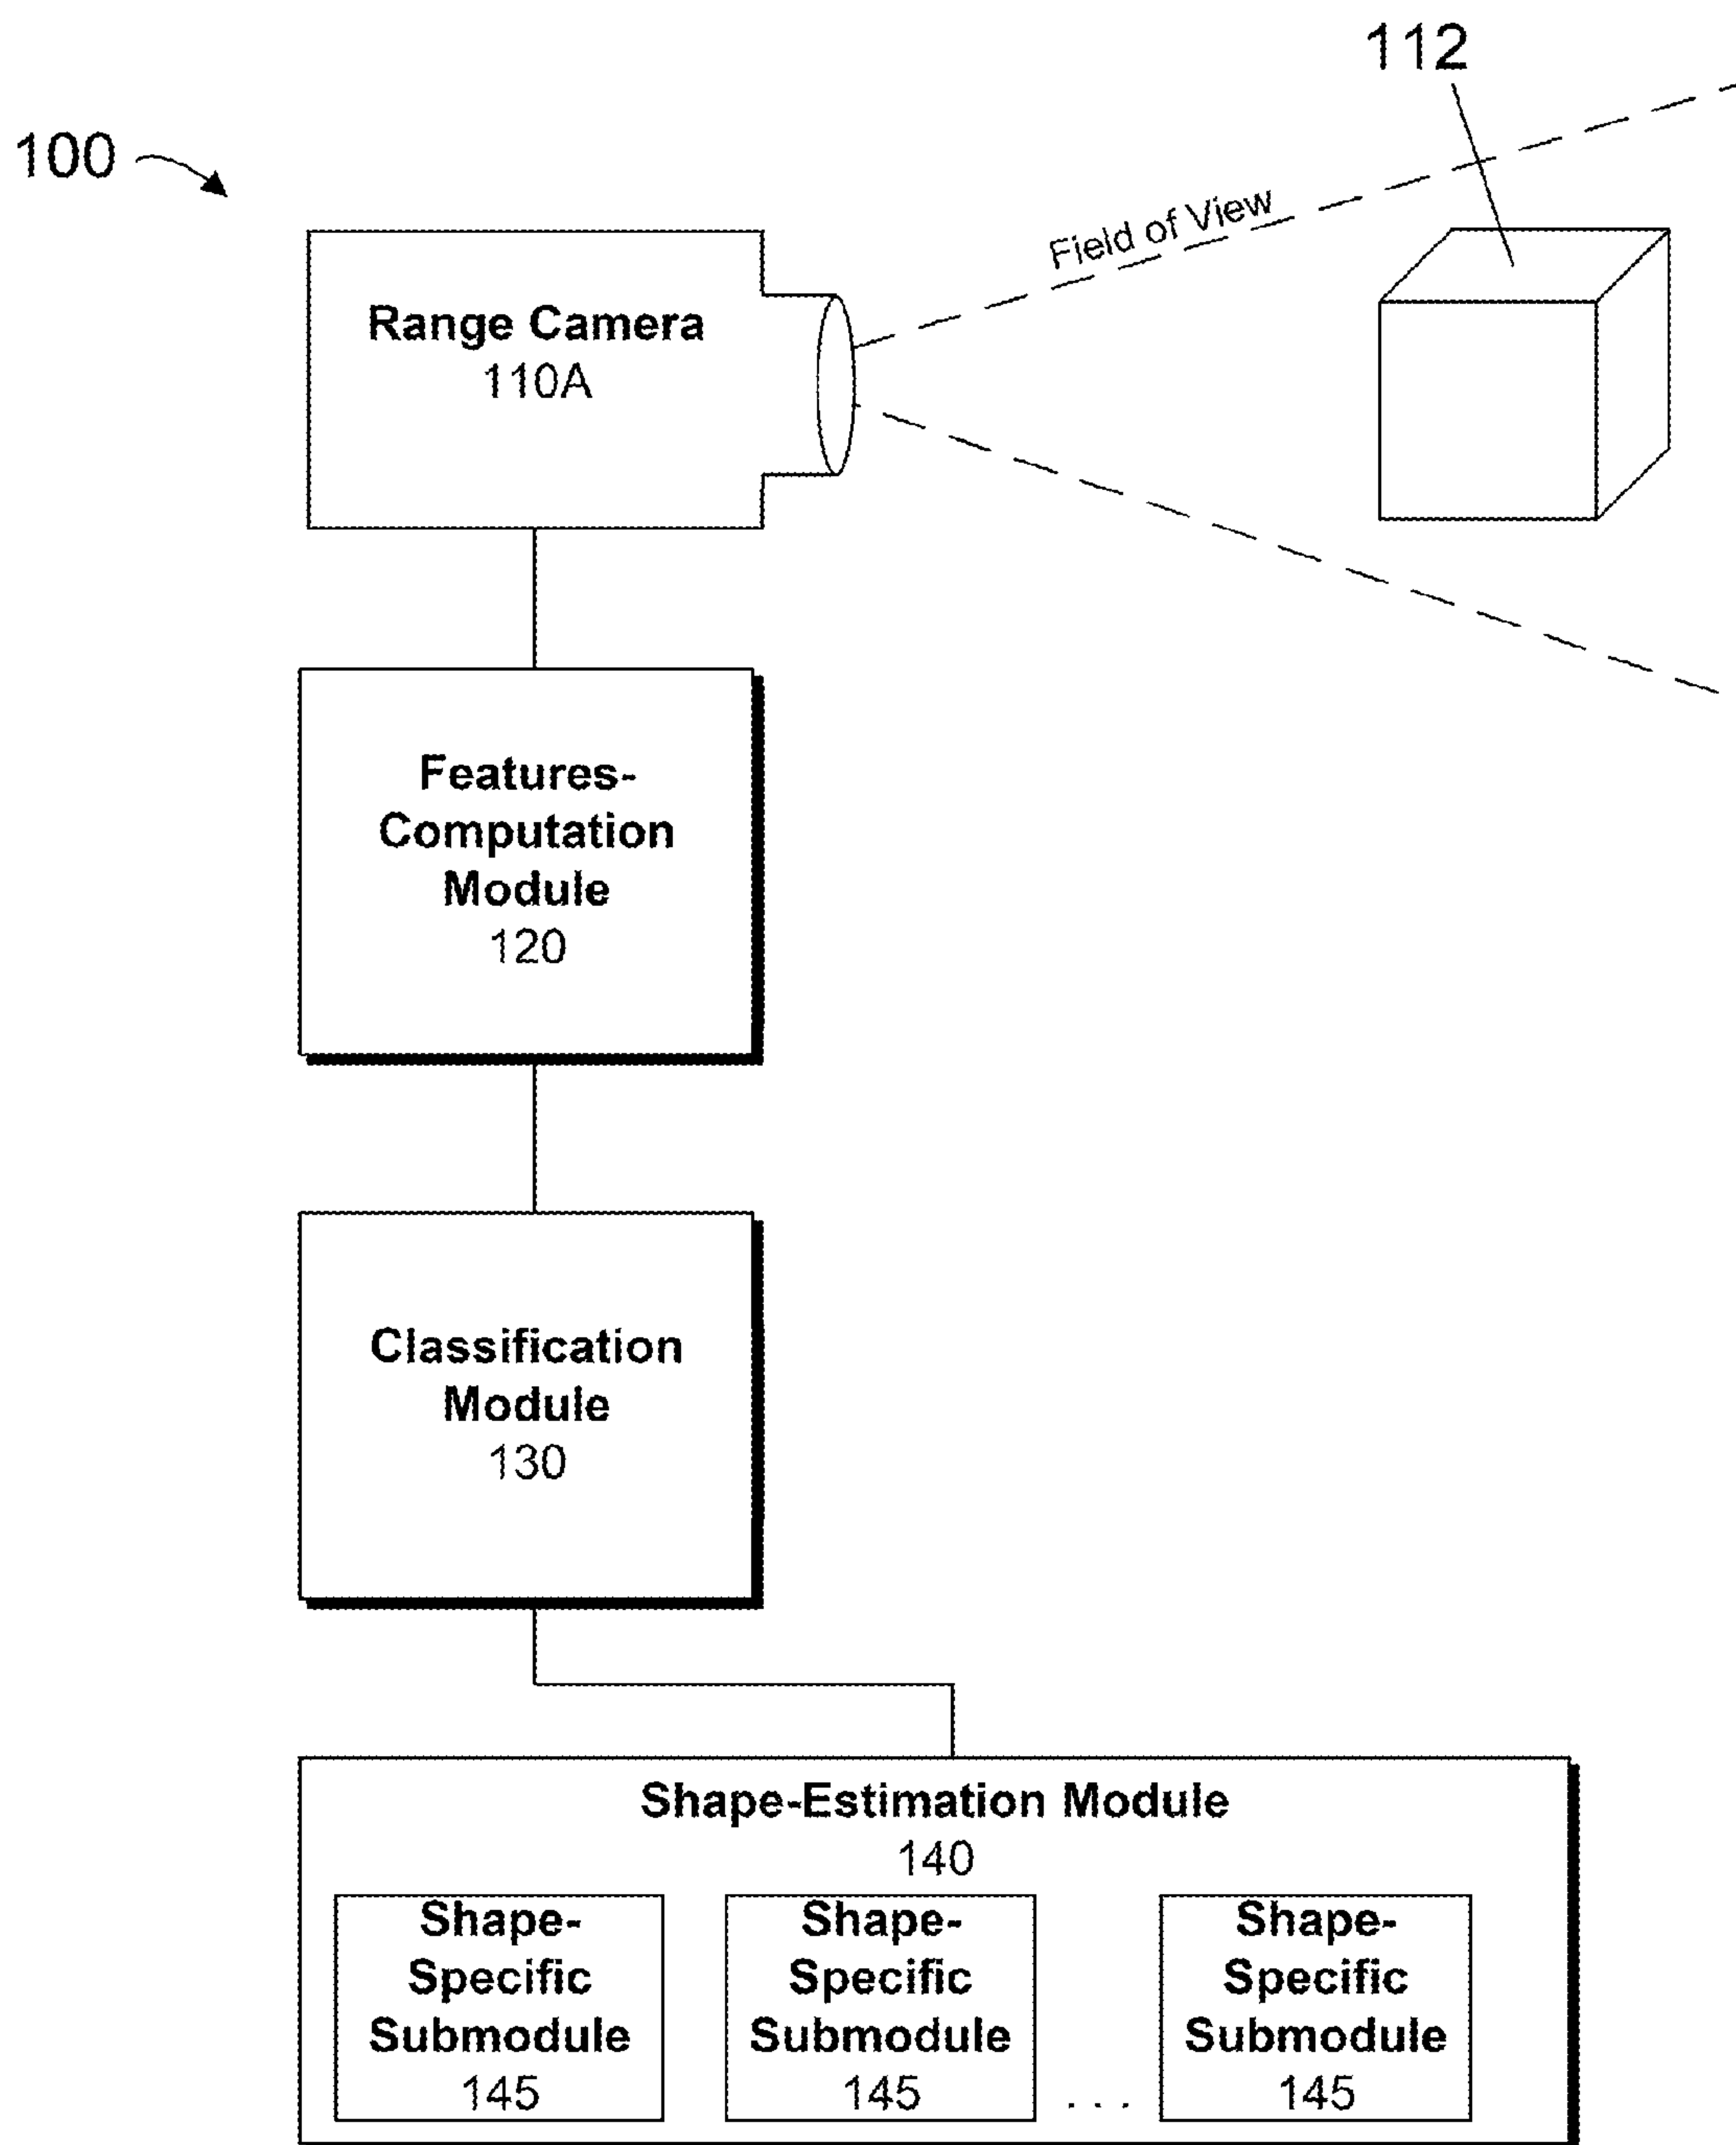 112
100
Field of View
Range Camera
110A
Features-
Computation
Module
120
Classification
Module
130
Shape-Estimation Module
140
Shape-
Specific
Submodule
145
Shape-
Specific
Submodule
145
. . .
Shape-
Specific
Submodule
145